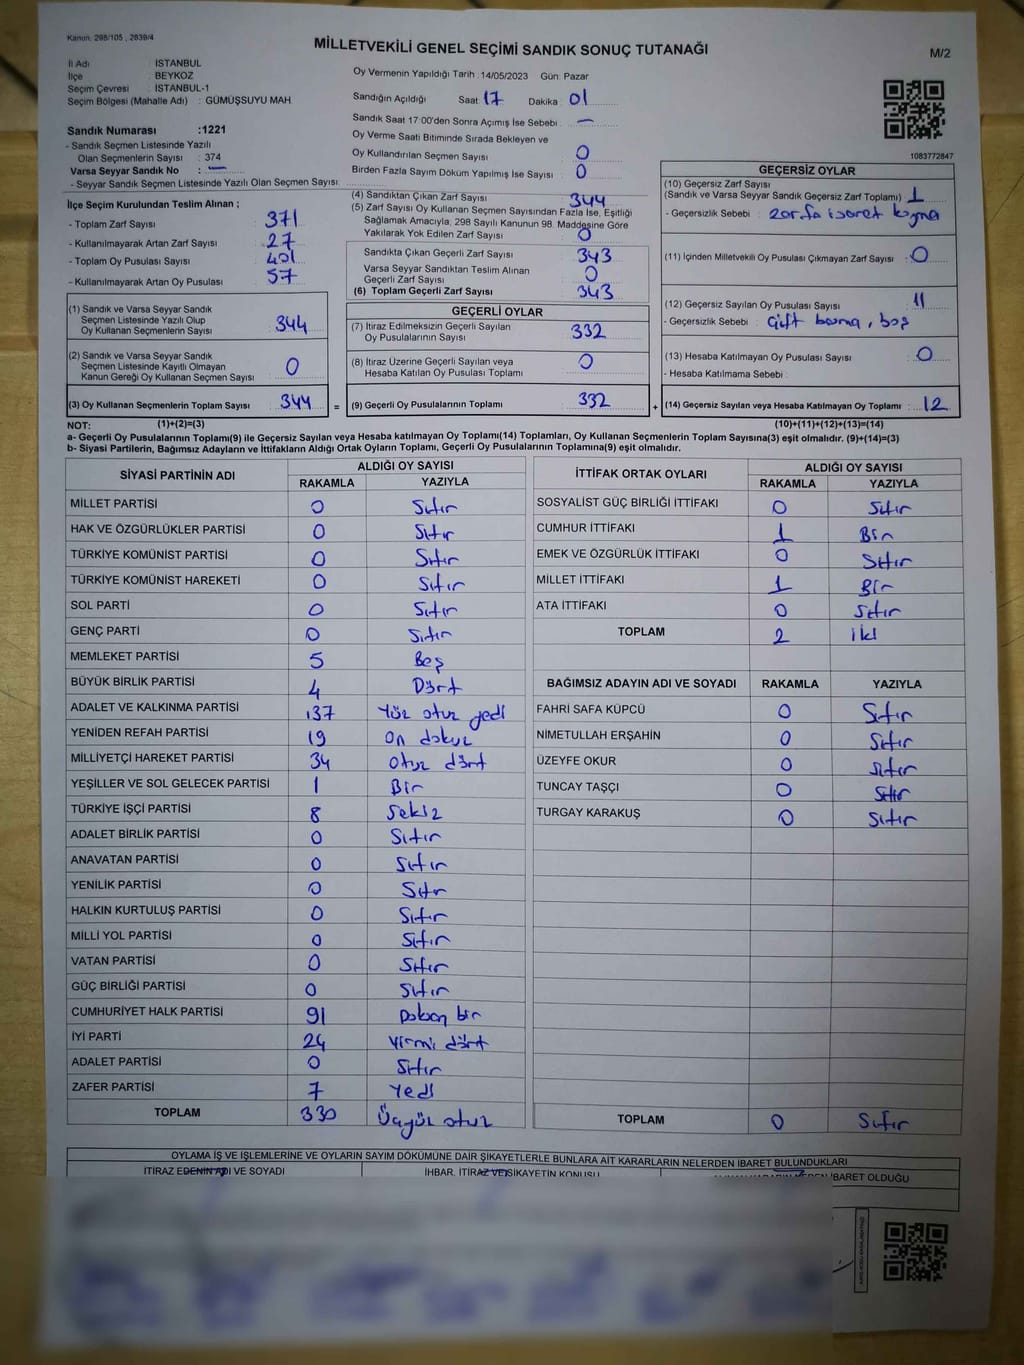 Kanun: 298/105 , 2839/4
MİLLETVEKİLİ GENEL SEÇİMİ SANDIK SONUÇ TUTANAĞI
M/2
İl Adı : İSTANBUL
İlçe : BEYKOZ
Seçim Çevresi : İSTANBUL-1
Seçim Bölgesi (Mahalle Adı) : GÜMÜŞSUYU MAH.
Sandık Numarası :1221
- Sandık Seçmen Listesinde Yazılı
Olan Seçmenlerin Sayısı : 374
Varsa Seyyar Sandık No : —
- Seyyar Sandık Seçmen Listesinde Yazılı Olan Seçmen Sayısı:
Oy Vermenin Yapıldığı Tarih : 14/05/2023 Gün: Pazar
Sandığın Açıldığı Saat: 17 Dakika: 01
Sandık Saat 17:00'den Sonra Açımış İse Sebebi : —
Oy Verme Saati Bitiminde Sırada Bekleyen ve
Oy Kullandırılan Seçmen Sayısı : 0
Birden Fazla Sayım Döküm Yapılmış İse Sayısı : 0
1083772847
İlçe Seçim Kurulundan Teslim Alınan ;
- Toplam Zarf Sayısı : 371
- Kullanılmayarak Artan Zarf Sayısı : 27
- Toplam Oy Pusulası Sayısı : 401
- Kullanılmayarak Artan Oy Pusulası : 57
(4) Sandıktan Çıkan Zarf Sayısı : 344
(5) Zarf Sayısı Oy Kullanan Seçmen Sayısından Fazla İse, Eşitliği
Sağlamak Amacıyla, 298 Sayılı Kanunun 98. Maddesine Göre
Yakılarak Yok Edilen Zarf Sayısı : 0
Sandıkta Çıkan Geçerli Zarf Sayısı : 343
Varsa Seyyar Sandıktan Teslim Alınan
Geçerli Zarf Sayısı : 0
(6) Toplam Geçerli Zarf Sayısı : 343
GEÇERSİZ OYLAR
(10) Geçersiz Zarf Sayısı
(Sandık ve Varsa Seyyar Sandık Geçersiz Zarf Toplamı) : 1
- Geçersizlik Sebebi : zarfa işaret koyma
(11) İçinden Milletvekili Oy Pusulası Çıkmayan Zarf Sayısı : 0
(12) Geçersiz Sayılan Oy Pusulası Sayısı : 11
- Geçersizlik Sebebi : Çift basma, boş
(13) Hesaba Katılmayan Oy Pusulası Sayısı : 0
- Hesaba Katılmama Sebebi :
(14) Geçersiz Sayılan veya Hesaba Katılmayan Oy Toplamı : 12
(1) Sandık ve Varsa Seyyar Sandık
Seçmen Listesinde Yazılı Olup
Oy Kullanan Seçmenlerin Sayısı : 344
(2) Sandık ve Varsa Seyyar Sandık
Seçmen Listesinde Kayıtlı Olmayan
Kanun Gereği Oy Kullanan Seçmen Sayısı : 0
(3) Oy Kullanan Seçmenlerin Toplam Sayısı : 344
=
GEÇERLİ OYLAR
(7) İtiraz Edilmeksizin Geçerli Sayılan
Oy Pusulalarının Sayısı : 332
(8) İtiraz Üzerine Geçerli Sayılan veya
Hesaba Katılan Oy Pusulası Toplamı : 0
(9) Geçerli Oy Pusulalarının Toplamı : 332
+
NOT: (1)+(2)=(3) (10)+(11)+(12)+(13)=(14)
a- Geçerli Oy Pusulalarının Toplamı(9) ile Geçersiz Sayılan veya Hesaba katılmayan Oy Toplamı(14) Toplamları, Oy Kullanan Seçmenlerin Toplam Sayısına(3) eşit olmalıdır. (9)+(14)=(3)
b- Siyasi Partilerin, Bağımsız Adayların ve İttifakların Aldığı Ortak Oyların Toplamı, Geçerli Oy Pusulalarının Toplamına(9) eşit olmalıdır.
SİYASİ PARTİNİN ADI ALDIĞI OY SAYISI
RAKAMLA YAZIYLA
MİLLET PARTİSİ 0 Sıfır
HAK VE ÖZGÜRLÜKLER PARTİSİ 0 Sıfır
TÜRKİYE KOMÜNİST PARTİSİ 0 Sıfır
TÜRKİYE KOMÜNİST HAREKETİ 0 Sıfır
SOL PARTİ 0 Sıfır
GENÇ PARTİ 0 Sıfır
MEMLEKET PARTİSİ 5 Beş
BÜYÜK BİRLİK PARTİSİ 4 Dört
ADALET VE KALKINMA PARTİSİ 137 Yüz otuz yedi
YENİDEN REFAH PARTİSİ 19 On dokuz
MİLLİYETÇİ HAREKET PARTİSİ 34 Otuz dört
YEŞİLLER VE SOL GELECEK PARTİSİ 1 Bir
TÜRKİYE İŞÇİ PARTİSİ 8 Sekiz
ADALET BİRLİK PARTİSİ 0 Sıfır
ANAVATAN PARTİSİ 0 Sıfır
YENİLİK PARTİSİ 0 Sıfır
HALKIN KURTULUŞ PARTİSİ 0 Sıfır
MİLLİ YOL PARTİSİ 0 Sıfır
VATAN PARTİSİ 0 Sıfır
GÜÇ BİRLİĞİ PARTİSİ 0 Sıfır
CUMHURİYET HALK PARTİSİ 91 Doksan bir
İYİ PARTİ 24 Yirmi dört
ADALET PARTİSİ 0 Sıfır
ZAFER PARTİSİ 7 Yedi
TOPLAM 330 Üçyüz otuz
İTTİFAK ORTAK OYLARI ALDIĞI OY SAYISI
RAKAMLA YAZIYLA
SOSYALİST GÜÇ BİRLİĞİ İTTİFAKI 0 Sıfır
CUMHUR İTTİFAKI 1 Bir
EMEK VE ÖZGÜRLÜK İTTİFAKI 0 Sıfır
MİLLET İTTİFAKI 1 Bir
ATA İTTİFAKI 0 Sıfır
TOPLAM 2 iki
BAĞIMSIZ ADAYIN ADI VE SOYADI RAKAMLA YAZIYLA
FAHRİ SAFA KÜPCÜ 0 Sıfır
NİMETULLAH ERŞAHİN 0 Sıfır
ÜZEYFE OKUR 0 Sıfır
TUNCAY TAŞÇI 0 Sıfır
TURGAY KARAKUŞ 0 Sıfır
TOPLAM 0 Sıfır
OYLAMA İŞ VE İŞLEMLERİNE VE OYLARIN SAYIM DÖKÜMÜNE DAİR ŞİKAYETLERLE BUNLARA AİT KARARLARIN NELERDEN İBARET BULUNDUKLARI
İTİRAZ EDENİN ADI VE SOYADI İHBAR, İTİRAZ VE ŞİKAYETİN KONUSU İBARET OLDUĞU